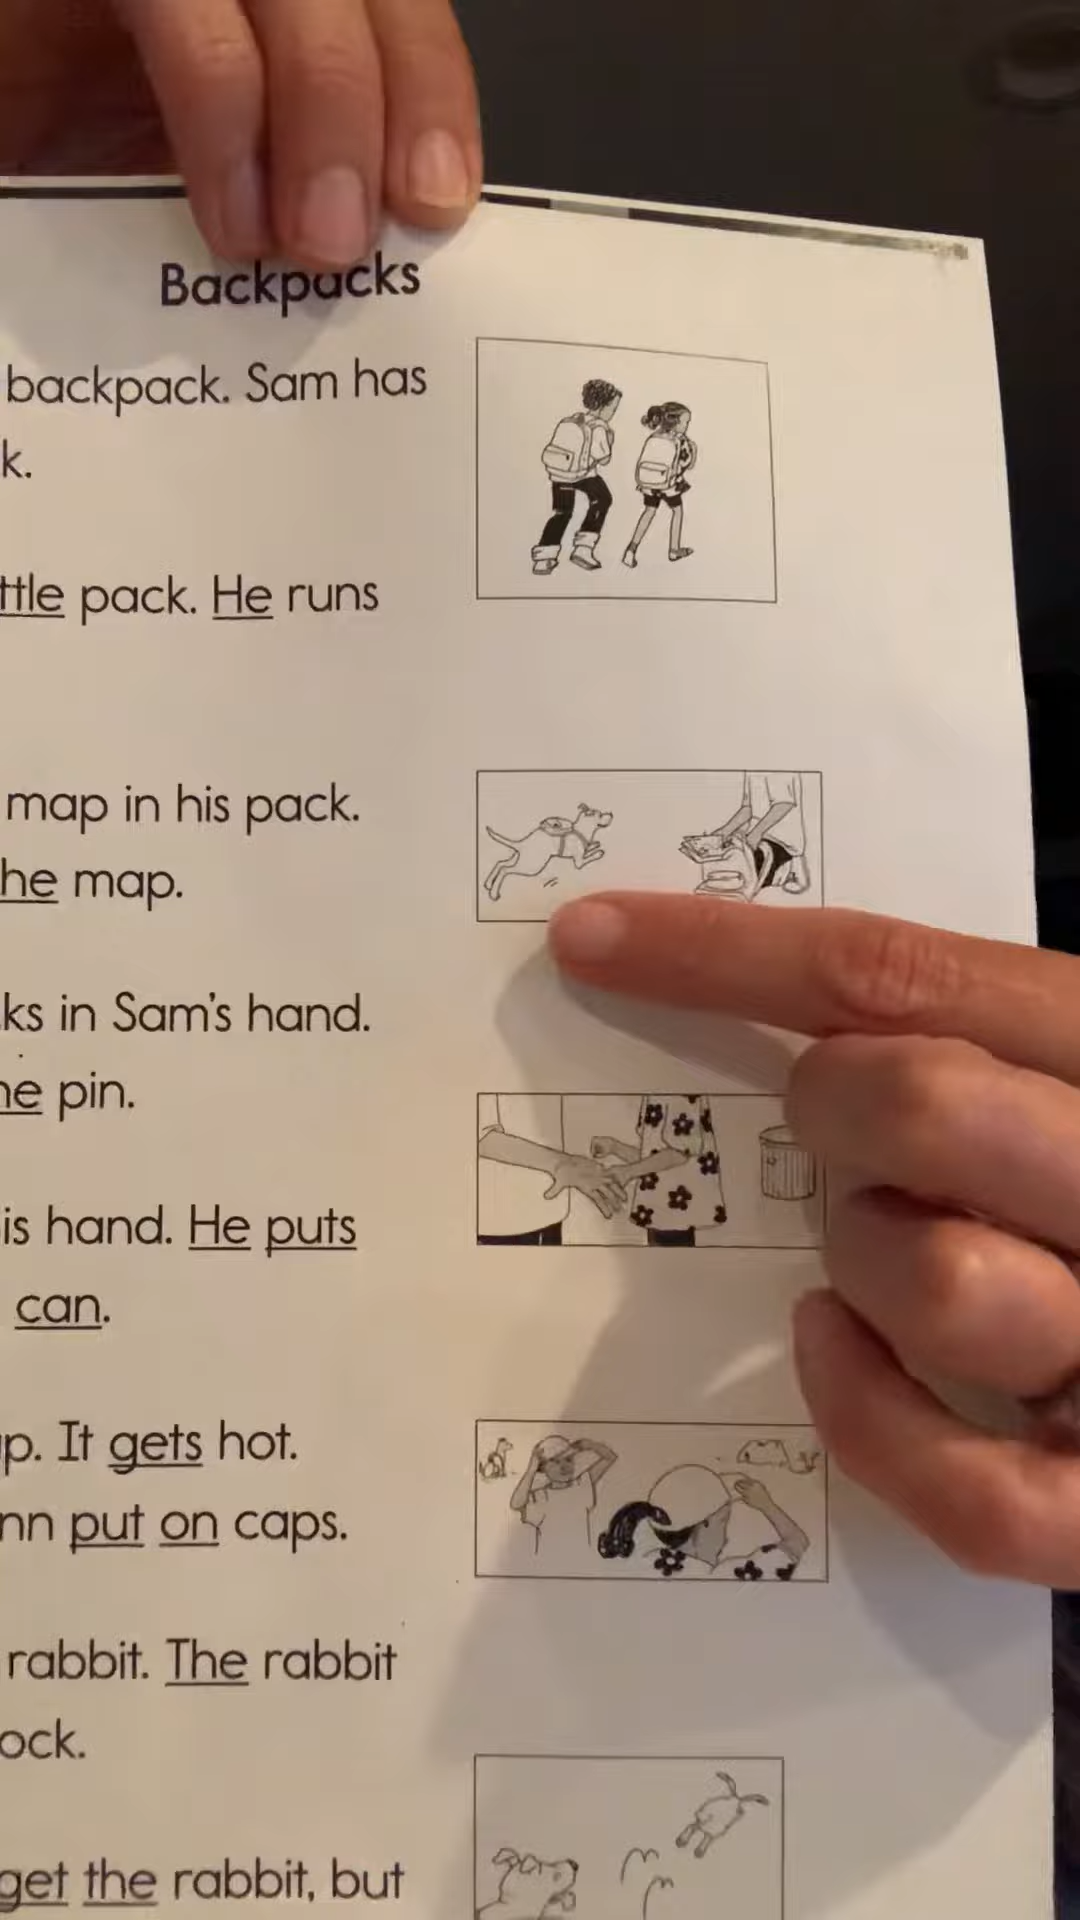 Backpacks
backpack. Sam has
k.
ttle pack. He runs
map in his pack.
he map.
ks in Sam's hand.
he pin.
is hand. He puts
can.
p. It gets hot.
nn put on caps.
rabbit. The rabbit
ock.
get the rabbit, but